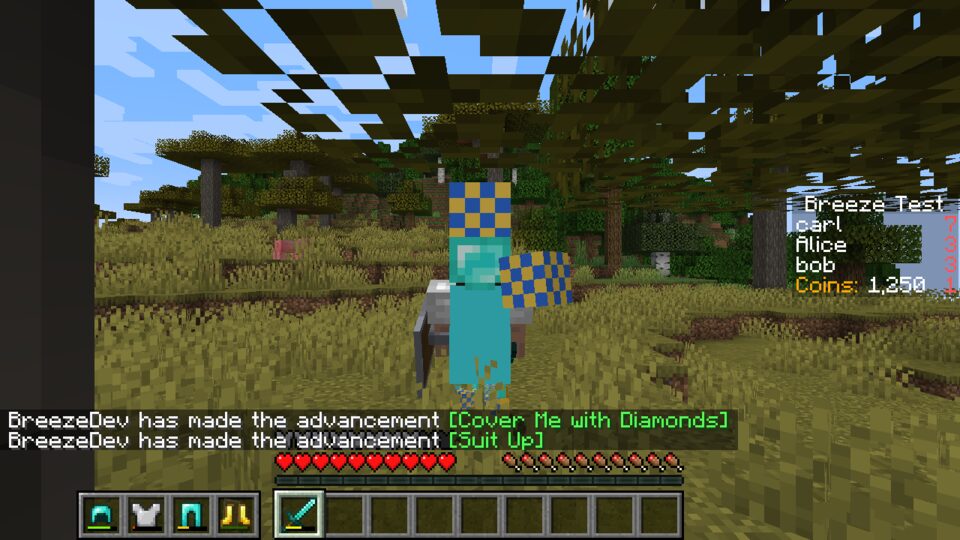 Breeze Test
carl
Alice
bob
Coins: 1,250
BreezeDev has made the advancement [Cover Me with Diamonds]
BreezeDev has made the advancement [Suit Up]